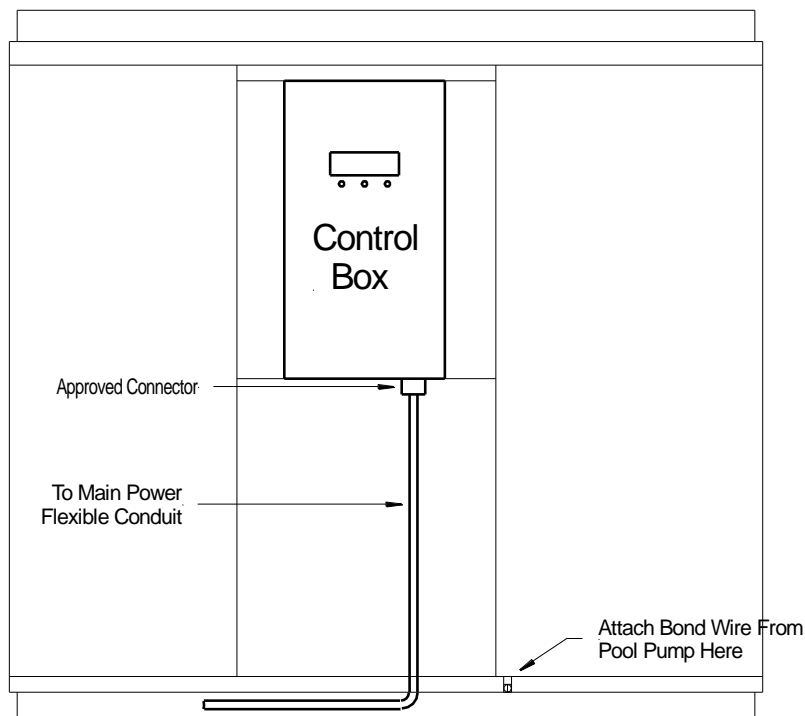 Control
Box
Approved Connector
To Main Power
Flexible Conduit
Attach Bond Wire From
Pool Pump Here